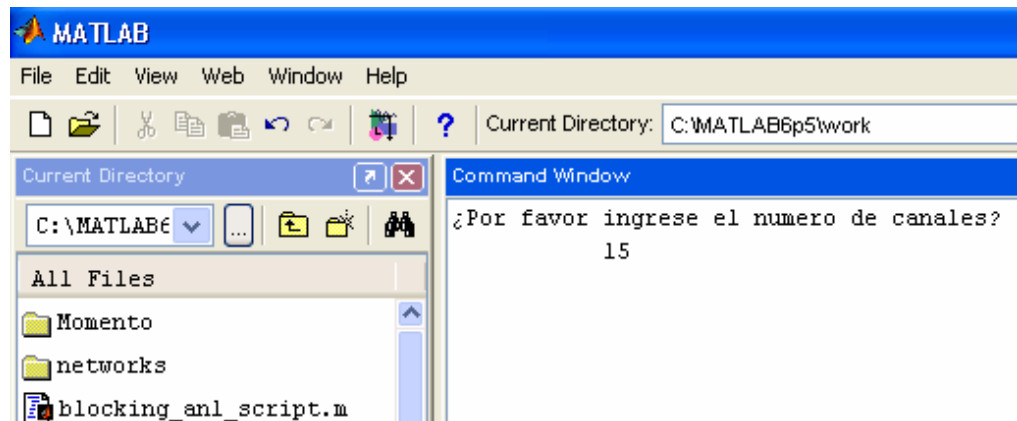 MATLAB
File Edit View Web Window Help
? Current Directory: C:\MATLAB6p5\work
Current Directory
Command Window
C:\MATLAB6 ...
¿Por favor ingrese el numero de canales?
15
All Files
Momento
networks
blocking_anl_script.m